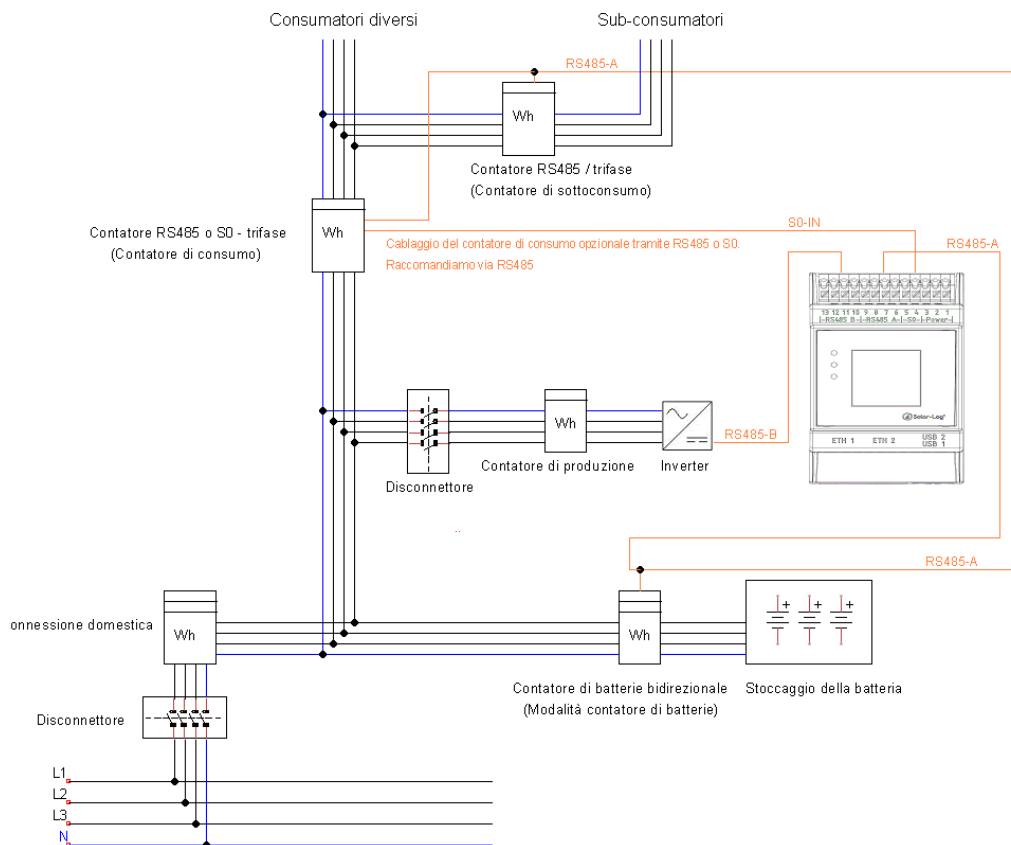 Consumatori diversi
Sub-consumatori
RS485-A
Wh
Contatore RS485 / trifase
(Contatore di sottoconsumo)
Contatore RS485 o S0 - trifase
(Contatore di consumo)
Wh
S0-IN
Cablaggio del contatore di consumo opzionale tramite RS485 o S0.
Raccomandiamo via RS485
RS485-A
13 12 11 10 9 8 7 6 5 4 3 2 1
|-RS485 B-|-RS485 A-|-S0-|-Power-|
Solar-Log
ETH 1 ETH 2 USB 2
USB 1
Wh
RS485-B
Contatore di produzione
Inverter
Disconnettore
..
RS485-A
onnessione domestica
Wh
Wh
+ + +
Contatore di batterie bidirezionale
(Modalità contatore di batterie)
Stoccaggio della batteria
Disconnettore
L1
L2
L3
N